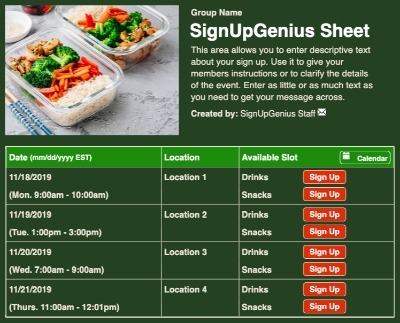 Group Name
SignUpGenius Sheet
This area allows you to enter descriptive text
about your sign up. Use it to give your
members instructions or to clarify the details
of the event. Enter as little or as much text as
you need to get your message across.
Created by: SignUpGenius Staff
Date (mm/dd/yyyy EST) Location Available Slot Calendar
11/18/2019 Location 1 Drinks Sign Up
(Mon. 9:00am - 10:00am) Snacks Sign Up
11/19/2019 Location 2 Drinks Sign Up
(Tue. 1:00pm - 3:00pm) Snacks Sign Up
11/20/2019 Location 3 Drinks Sign Up
(Wed. 7:00am - 9:00am) Snacks Sign Up
11/21/2019 Location 4 Drinks Sign Up
(Thurs. 11:00am - 12:01pm) Snacks Sign Up